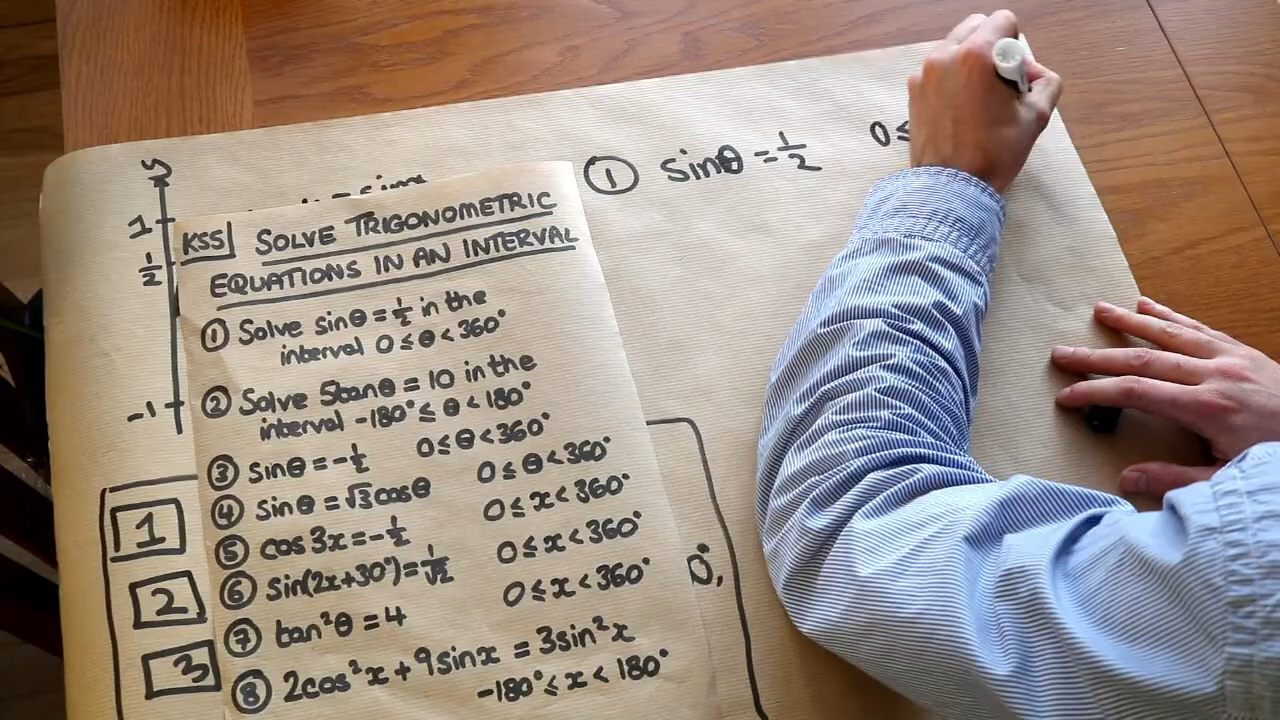 y
1
1/2
-1
KS5 SOLVE TRIGONOMETRIC
EQUATIONS IN AN INTERVAL
① Solve sinθ = 1/2 in the
interval 0 ≤ θ < 360°
② Solve 5tanθ = 10 in the
interval -180° ≤ θ < 180°
③ sinθ = -1/2 0 ≤ θ < 360°
④ sinθ = √3cosθ 0 ≤ θ < 360°
⑤ cos3x = -1/2 0 ≤ x < 360°
⑥ sin(2x+30°) = 1/√2 0 ≤ x < 360°
⑦ tan²θ = 4 0 ≤ x < 360°
⑧ 2cos²x + 9sinx = 3sin²x
-180° ≤ x < 180°
1
2
3
① sinθ = 1/2 0 ≤